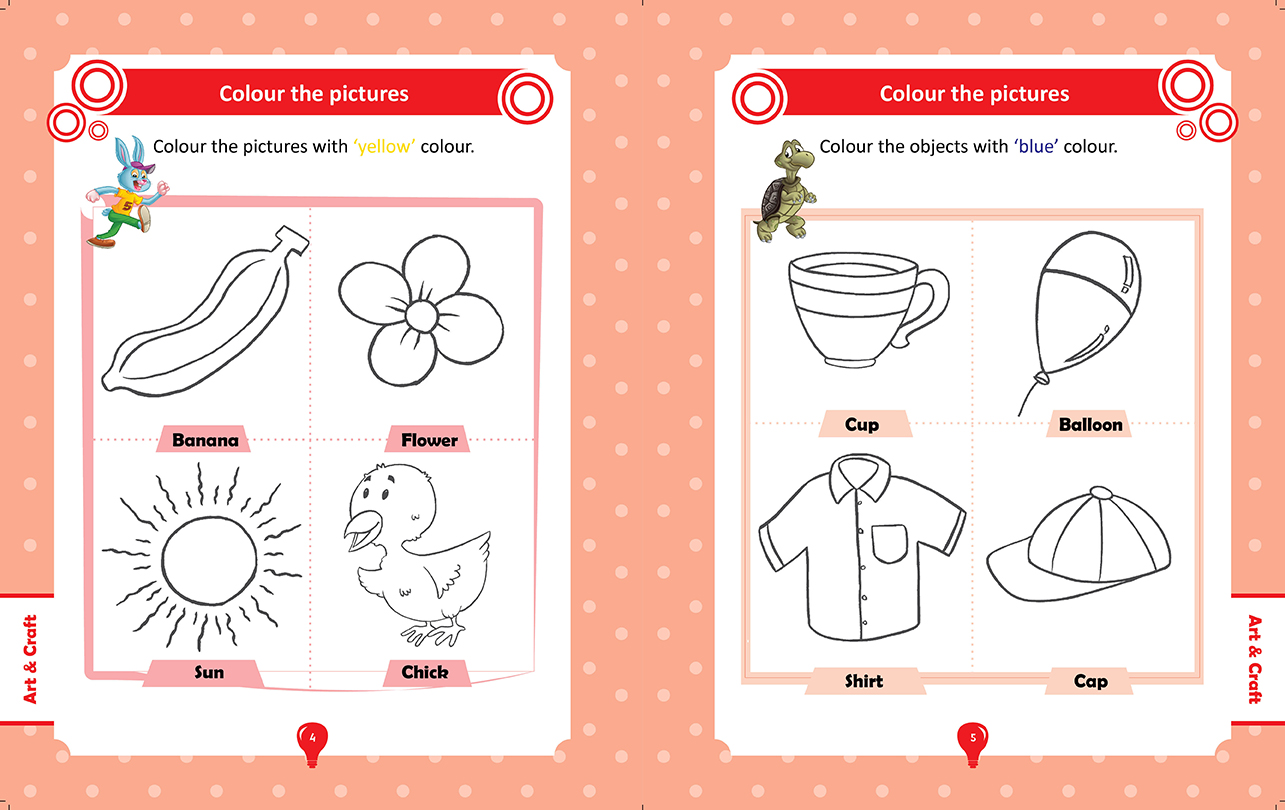 Colour the pictures
Colour the pictures with ‘yellow’ colour.
5
Banana
Flower
Sun
Chick
Art & Craft
4
Colour the pictures
Colour the objects with ‘blue’ colour.
Cup
Balloon
Shirt
Cap
Art & Craft
5